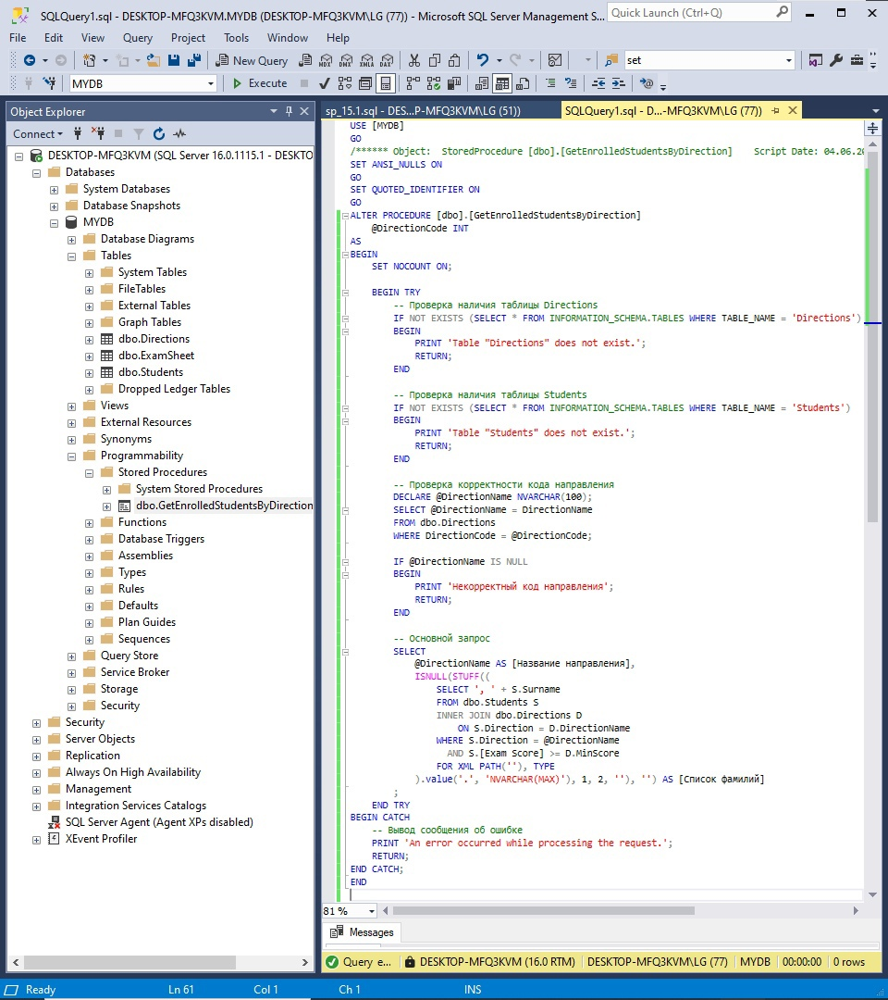 SQLQuery1.sql - DESKTOP-MFQ3KVM.MYDB (DESKTOP-MFQ3KVM\LG (77)) - Microsoft SQL Server Management S...
Quick Launch (Ctrl+Q)
File Edit View Query Project Tools Window Help
New Query
MDX DMX XMLA DAX
set
MYDB
Execute
Object Explorer
Connect
DESKTOP-MFQ3KVM (SQL Server 16.0.1115.1 - DESKTO
Databases
System Databases
Database Snapshots
MYDB
Database Diagrams
Tables
System Tables
FileTables
External Tables
Graph Tables
dbo.Directions
dbo.ExamSheet
dbo.Students
Dropped Ledger Tables
Views
External Resources
Synonyms
Programmability
Stored Procedures
System Stored Procedures
dbo.GetEnrolledStudentsByDirection
Functions
Database Triggers
Assemblies
Types
Rules
Defaults
Plan Guides
Sequences
Query Store
Service Broker
Storage
Security
Security
Server Objects
Replication
Always On High Availability
Management
Integration Services Catalogs
SQL Server Agent (Agent XPs disabled)
XEvent Profiler
sp_15.1.sql - DES...P-MFQ3KVM\LG (51))
SQLQuery1.sql - D...-MFQ3KVM\LG (77))
USE [MYDB]
GO
/****** Object:  StoredProcedure [dbo].[GetEnrolledStudentsByDirection]    Script Date: 04.06.20
SET ANSI_NULLS ON
GO
SET QUOTED_IDENTIFIER ON
GO
ALTER PROCEDURE [dbo].[GetEnrolledStudentsByDirection]
@DirectionCode INT
AS
BEGIN
SET NOCOUNT ON;
BEGIN TRY
-- Проверка наличия таблицы Directions
IF NOT EXISTS (SELECT * FROM INFORMATION_SCHEMA.TABLES WHERE TABLE_NAME = 'Directions')
BEGIN
PRINT 'Table "Directions" does not exist.';
RETURN;
END
-- Проверка наличия таблицы Students
IF NOT EXISTS (SELECT * FROM INFORMATION_SCHEMA.TABLES WHERE TABLE_NAME = 'Students')
BEGIN
PRINT 'Table "Students" does not exist.';
RETURN;
END
-- Проверка корректности кода направления
DECLARE @DirectionName NVARCHAR(100);
SELECT @DirectionName = DirectionName
FROM dbo.Directions
WHERE DirectionCode = @DirectionCode;
IF @DirectionName IS NULL
BEGIN
PRINT 'Некорректный код направления';
RETURN;
END
-- Основной запрос
SELECT
@DirectionName AS [Название направления],
ISNULL(STUFF((
SELECT ', ' + S.Surname
FROM dbo.Students S
INNER JOIN dbo.Directions D
ON S.Direction = D.DirectionName
WHERE S.Direction = @DirectionName
AND S.[Exam Score] >= D.MinScore
FOR XML PATH(''), TYPE
).value('.', 'NVARCHAR(MAX)'), 1, 2, ''), '') AS [Список фамилий]
;
END TRY
BEGIN CATCH
-- Вывод сообщения об ошибке
PRINT 'An error occurred while processing the request.';
RETURN;
END CATCH;
END
81 %
Messages
Query e... DESKTOP-MFQ3KVM (16.0 RTM) DESKTOP-MFQ3KVM\LG (77) MYDB 00:00:00 0 rows
Ready Ln 61 Col 1 Ch 1 INS